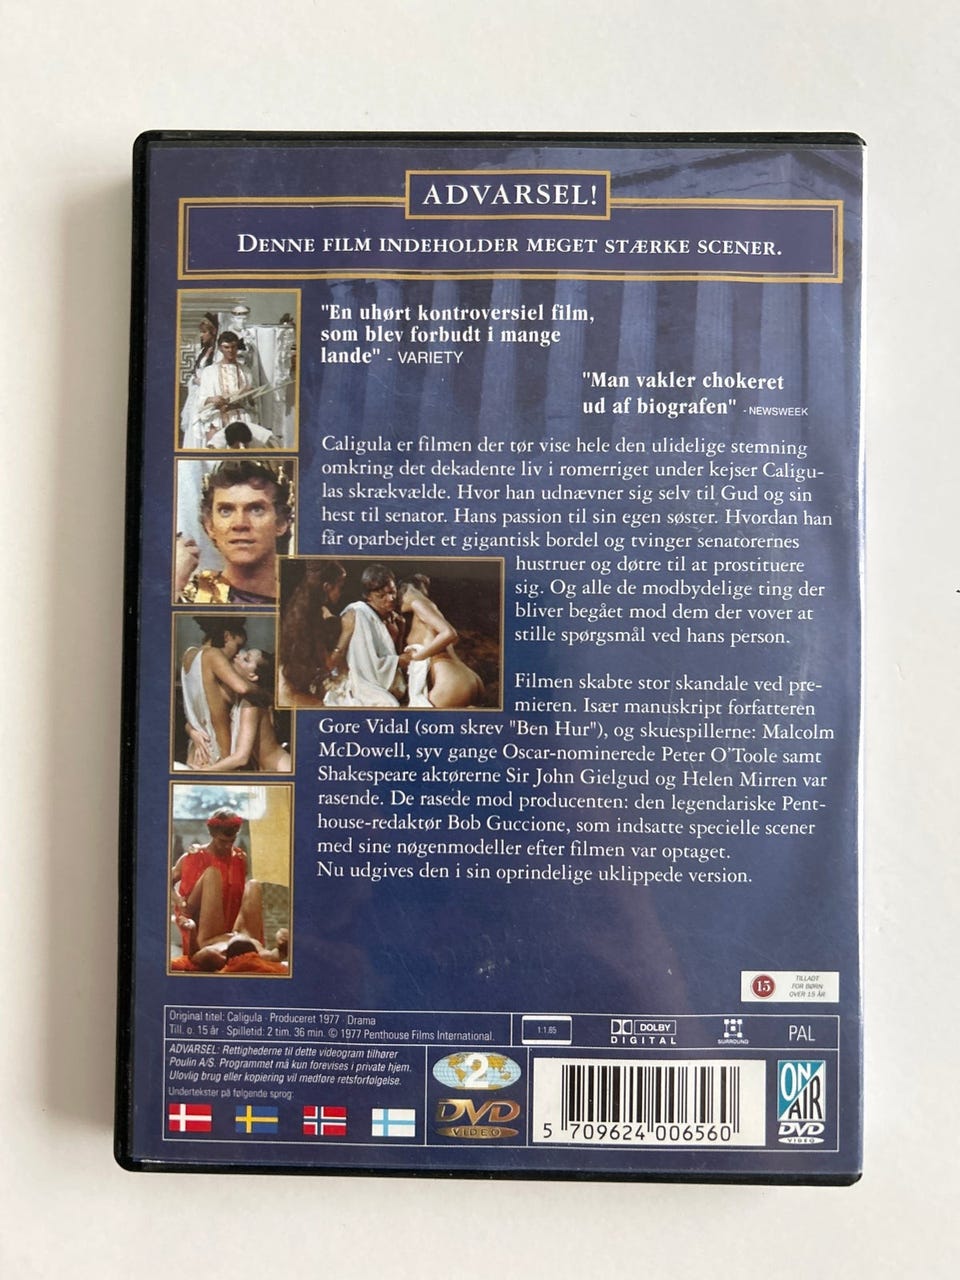 ADVARSEL!
DENNE FILM INDEHOLDER MEGET STÆRKE SCENER.
"En uhørt kontroversiel film,
som blev forbudt i mange
lande" - VARIETY
"Man vakler chokeret
ud af biografen" - NEWSWEEK
Caligula er filmen der tør vise hele den ulidelige stemning
omkring det dekadente liv i romerriget under kejser Caligu-
las skrækvælde. Hvor han udnævner sig selv til Gud og sin
hest til senator. Hans passion til sin egen søster. Hvordan han
får oparbejdet et gigantisk bordel og tvinger senatorernes
hustruer og døtre til at prostituere
sig. Og alle de modbydelige ting der
bliver begået mod dem der vover at
stille spørgsmål ved hans person.
Filmen skabte stor skandale ved pre-
mieren. Især manuskript forfatteren
Gore Vidal (som skrev "Ben Hur"), og skuespillerne: Malcolm
McDowell, syv gange Oscar-nominerede Peter O'Toole samt
Shakespeare aktørerne Sir John Gielgud og Helen Mirren var
rasende. De rasede mod producenten: den legendariske Pent-
house-redaktør Bob Guccione, som indsatte specielle scener
med sine nøgenmodeller efter filmen var optaget.
Nu udgives den i sin oprindelige uklippede version.
15
TILLADT
FOR BØRN
OVER 15 ÅR
Original titel: Caligula · Produceret 1977 · Drama
Till. o. 15 år · Spilletid: 2 tim. 36 min. © 1977 Penthouse Films International.
1:1.85
DOLBY
DIGITAL
SURROUND
PAL
ADVARSEL: Rettighederne til dette videogram tilhører
Poulin A/S. Programmet må kun forevises i private hjem.
Ulovlig brug eller kopiering vil medføre retsforfølgelse.
Undertekster på følgende sprog:
2
DVD
VIDEO
5 709624 006560
ON
AIR
DVD
VIDEO